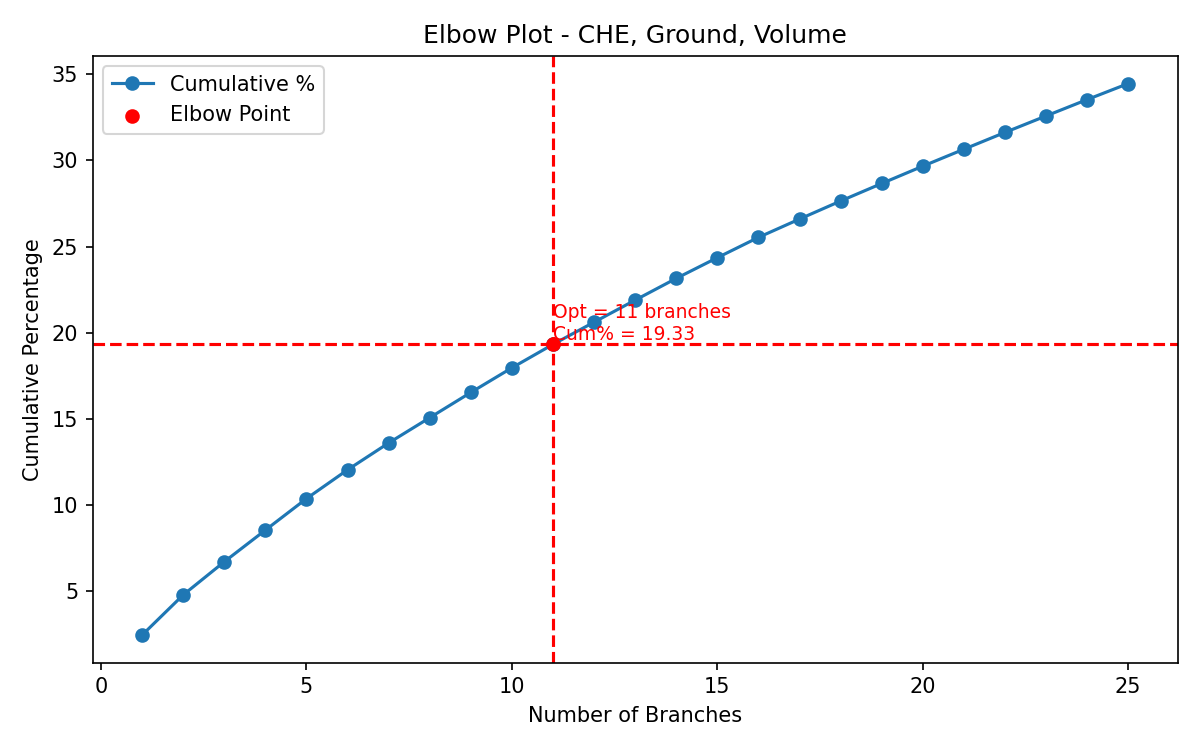 Elbow Plot - CHE, Ground, Volume
Cumulative %
Elbow Point
Cumulative Percentage
35
30
25
20
15
10
5
Opt = 11 branches
Cum% = 19.33
0
5
10
15
20
25
Number of Branches